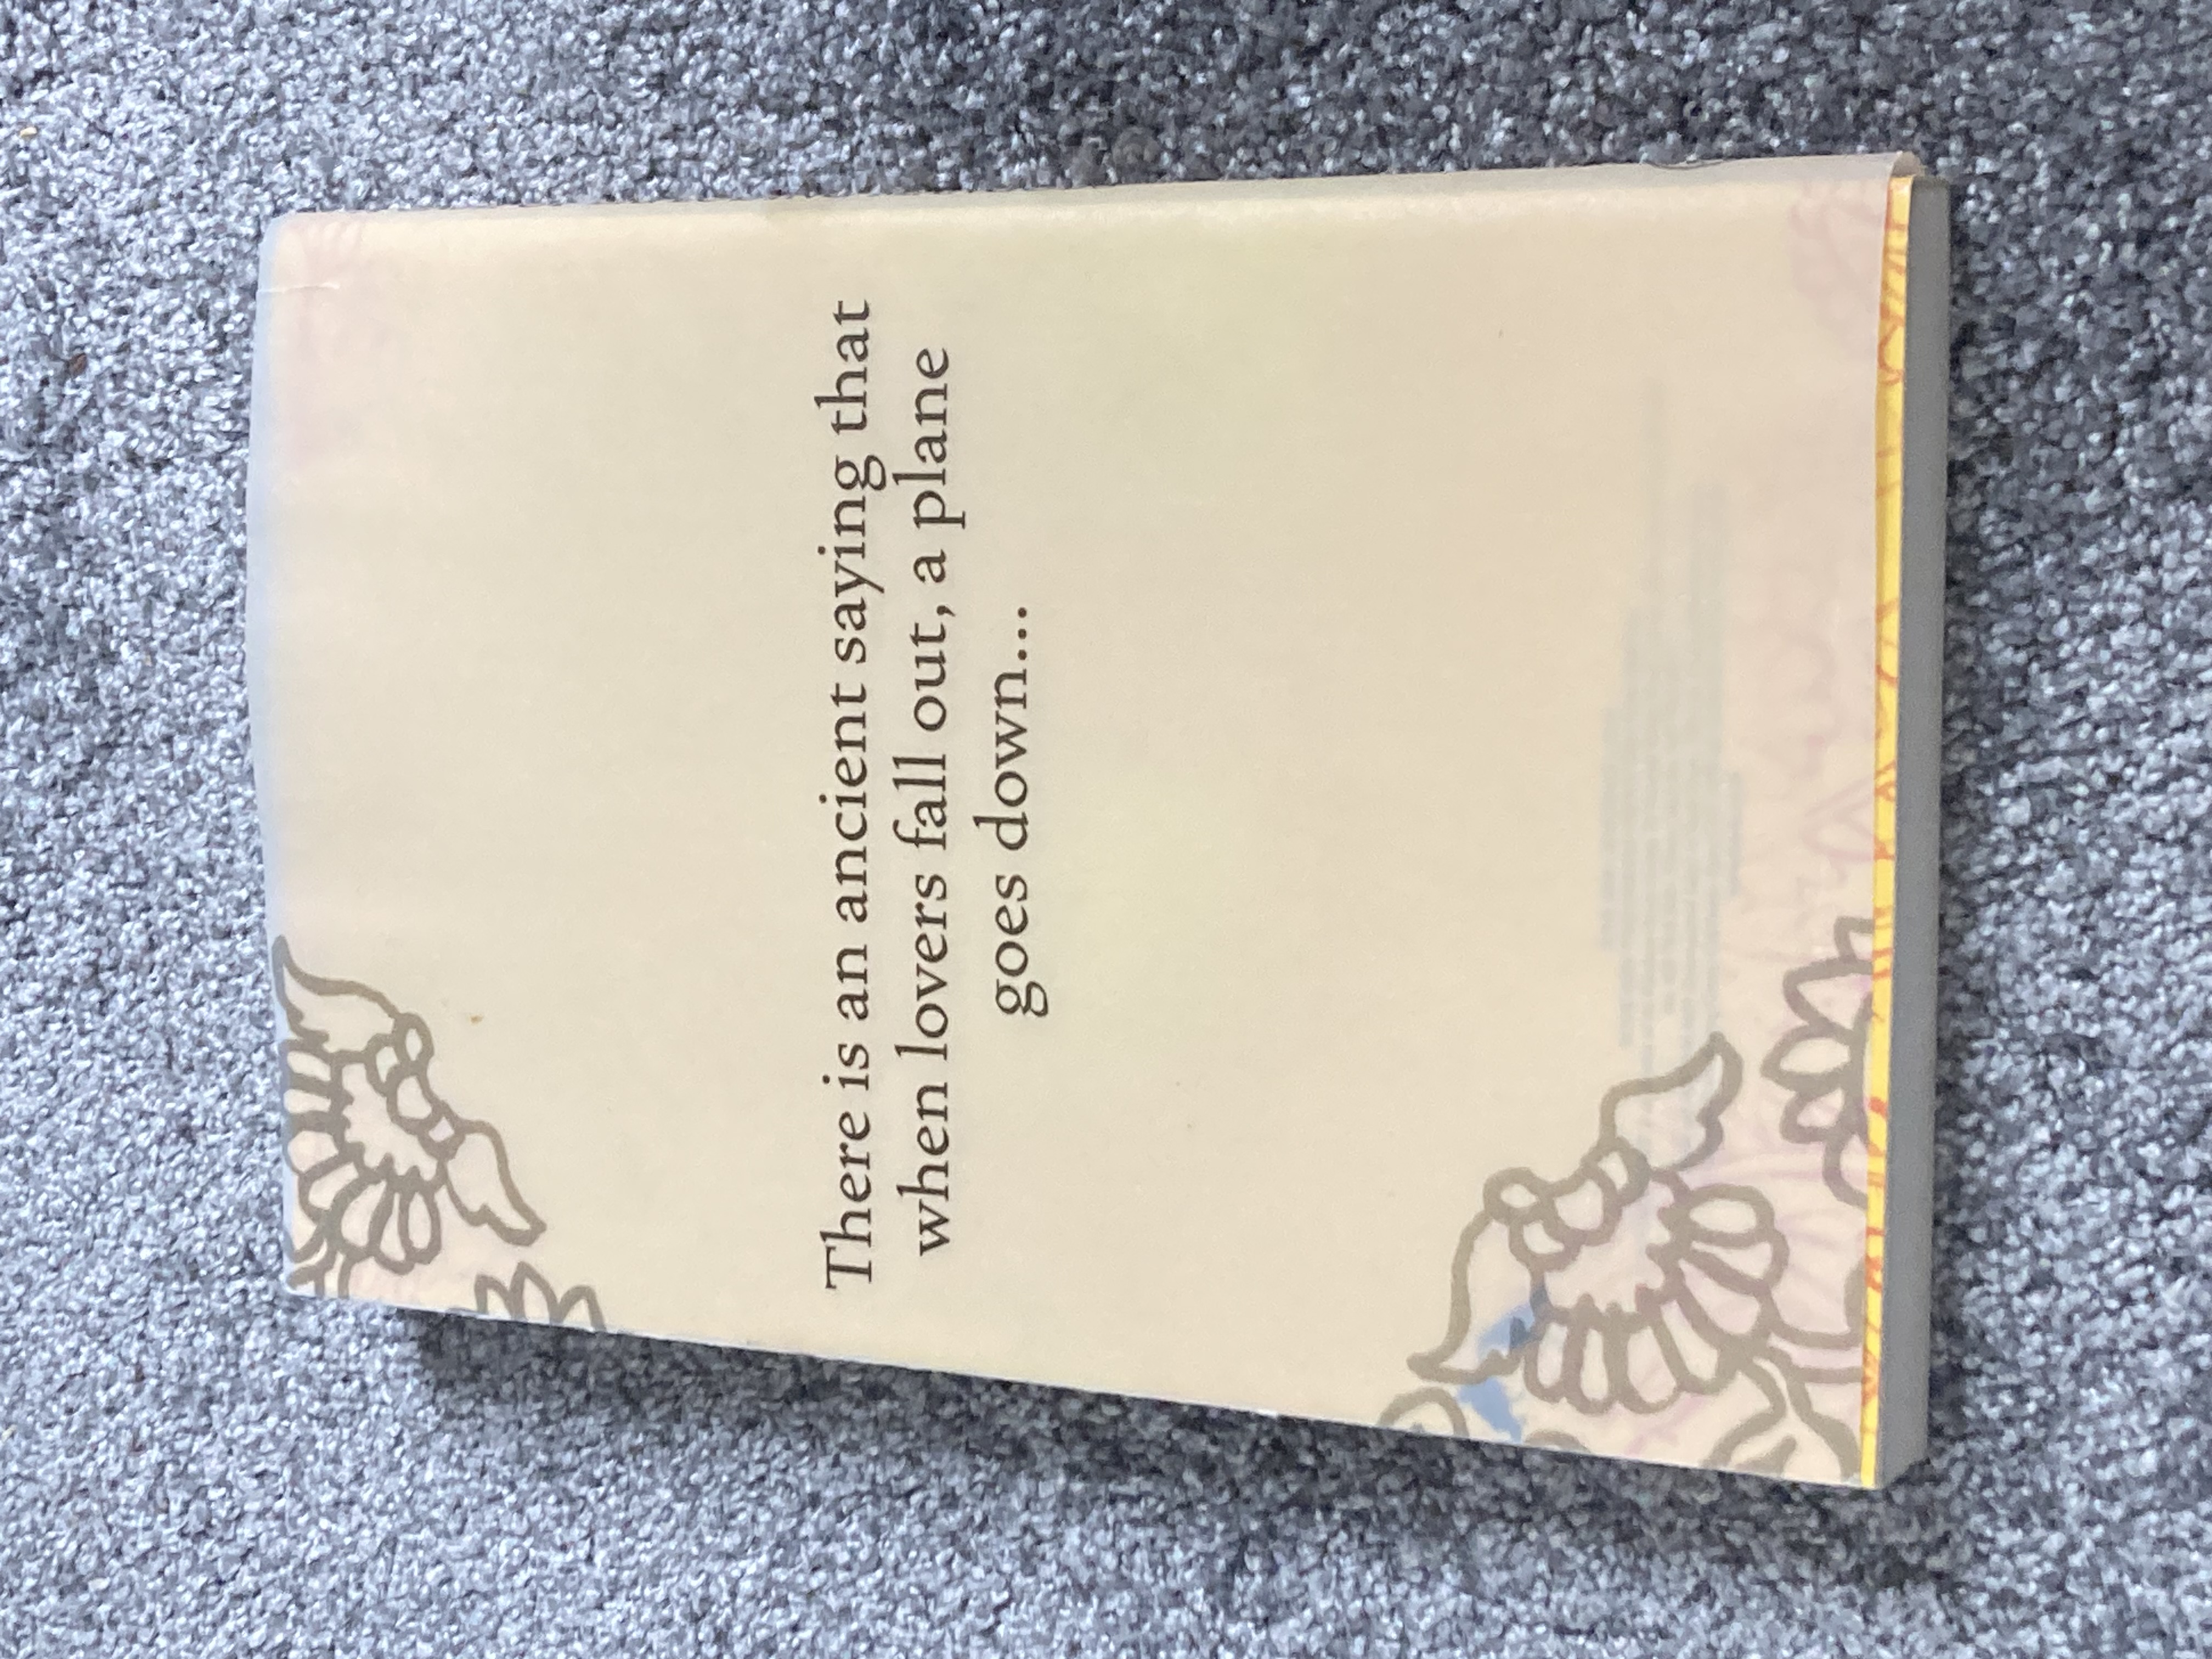 There is an ancient saying that
when lovers fall out, a plane
goes down...